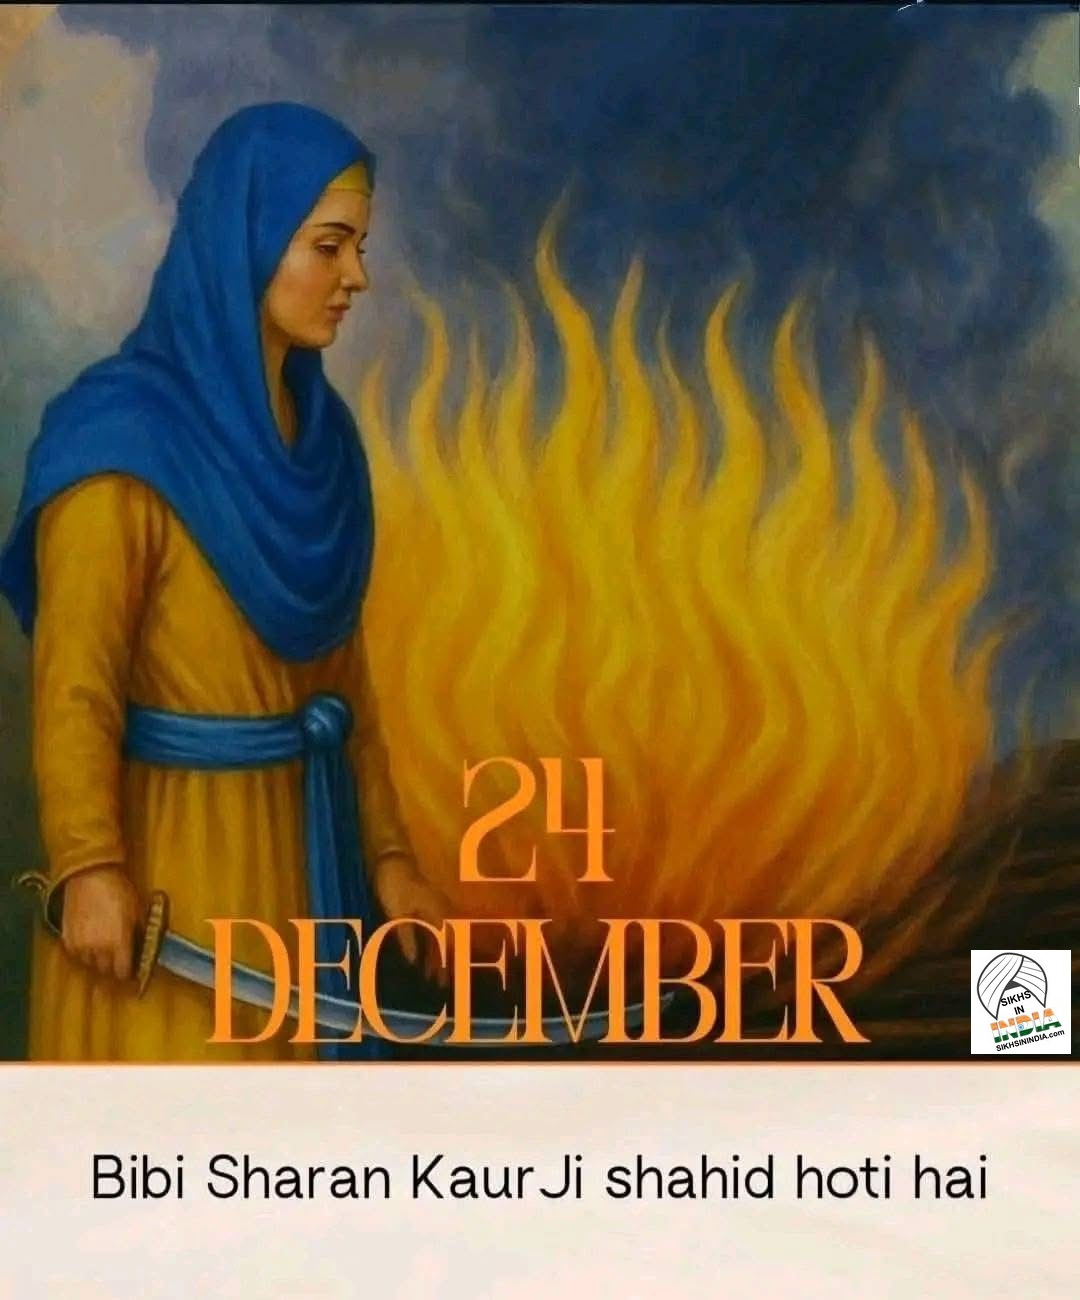 24
DECEMBER
SIKHS
IN
INDIA
SIKHSININDIA.com
Bibi Sharan Kaur Ji shahid hoti hai